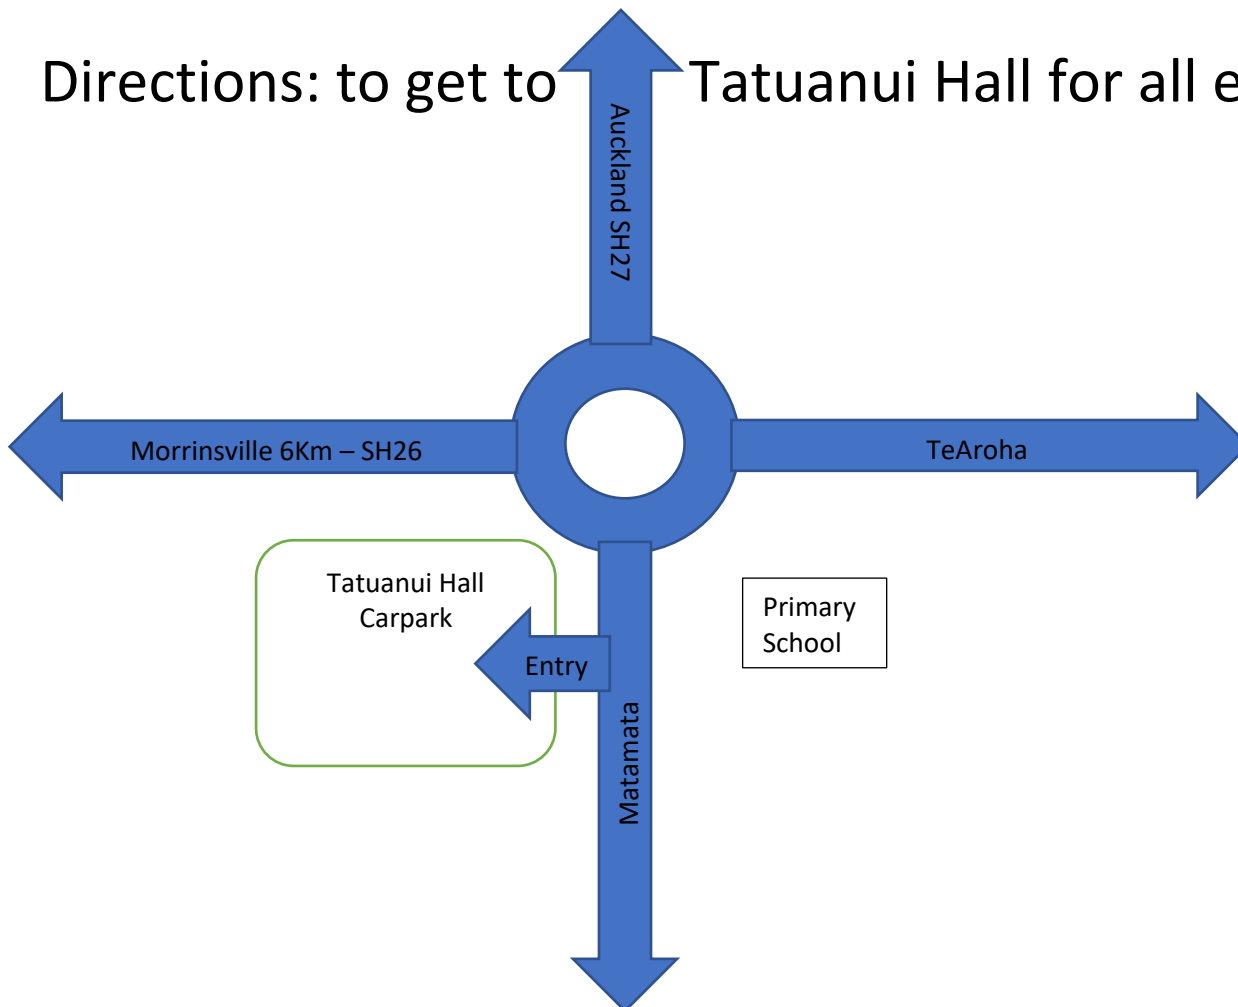 Directions: to get to Tatuanui Hall for all e
Auckland SH27
Morrinsville 6Km – SH26
TeAroha
Tatuanui Hall
Carpark
Primary
School
Entry
Matamata